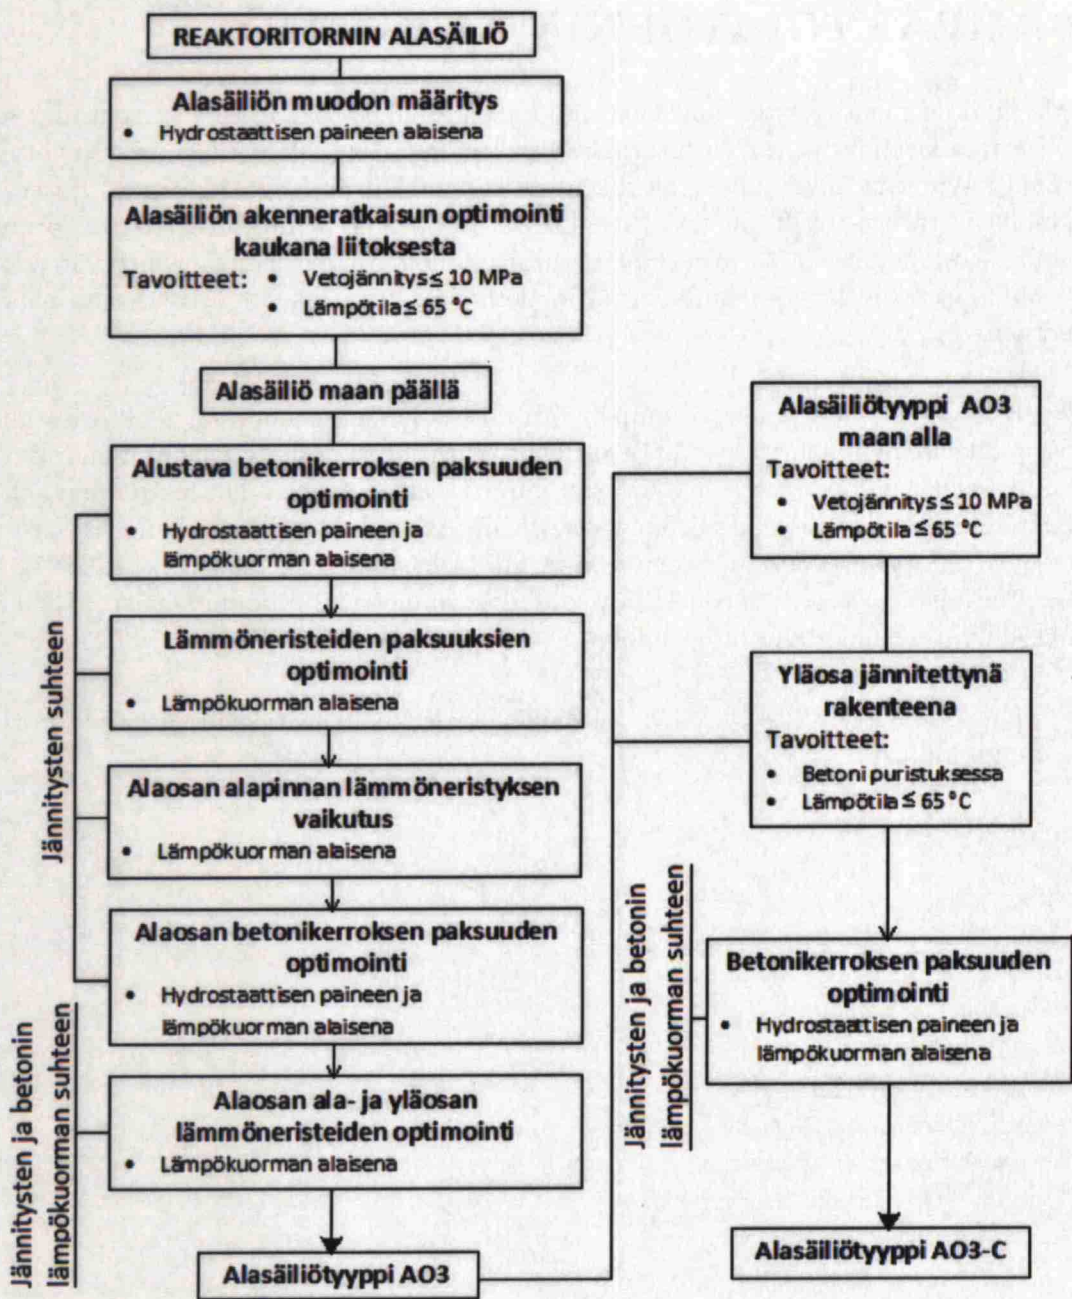 REAKTORITORNIN ALASÄILIÖ
Alasäiliön muodon määritys
• Hydrostaattisen paineen alaisena
Alasäiliön akenneratkaisun optimointi
kaukana liitoksesta
Tavoitteet: • Vetojännitys ≤ 10 MPa
• Lämpötila ≤ 65 °C
Alasäiliö maan päällä
Jännitysten suhteen
Alustava betonikerroksen paksuuden
optimointi
• Hydrostaattisen paineen ja
lämpökuorman alaisena
Lämmöneristeiden paksuuksien
optimointi
• Lämpökuorman alaisena
Alaosan alapinnan lämmöneristyksen
vaikutus
• Lämpökuorman alaisena
Alaosan betonikerroksen paksuuden
optimointi
• Hydrostaattisen paineen ja
lämpökuorman alaisena
Jännitysten ja betonin
lämpökuorman suhteen
Alaosan ala- ja yläosan
lämmöneristeiden optimointi
• Lämpökuorman alaisena
Alasäiliötyyppi AO3
Alasäiliötyyppi AO3
maan alla
Tavoitteet:
• Vetojännitys ≤ 10 MPa
• Lämpötila ≤ 65 °C
Yläosa jännitettynä
rakenteena
Tavoitteet:
• Betoni puristuksessa
• Lämpötila ≤ 65 °C
Jännitysten ja betonin
lämpökuorman suhteen
Betonikerroksen paksuuden
optimointi
• Hydrostaattisen paineen ja
lämpökuorman alaisena
Alasäiliötyyppi AO3-C